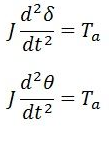 J d²δ/dt² = Tₐ
J d²θ/dt² = Tₐ